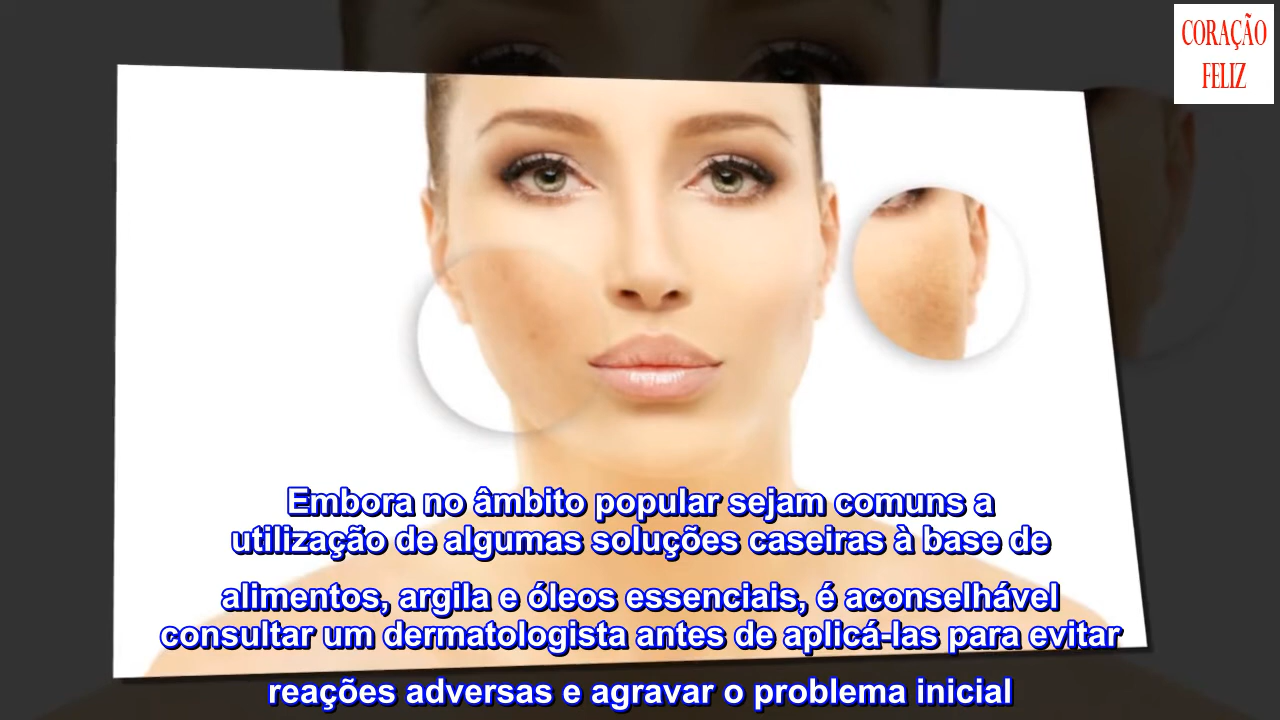 CORAÇÃO
FELIZ
Embora no âmbito popular sejam comuns a
utilização de algumas soluções caseiras à base de
alimentos, argila e óleos essenciais, é aconselhável
consultar um dermatologista antes de aplicá-las para evitar
reações adversas e agravar o problema inicial